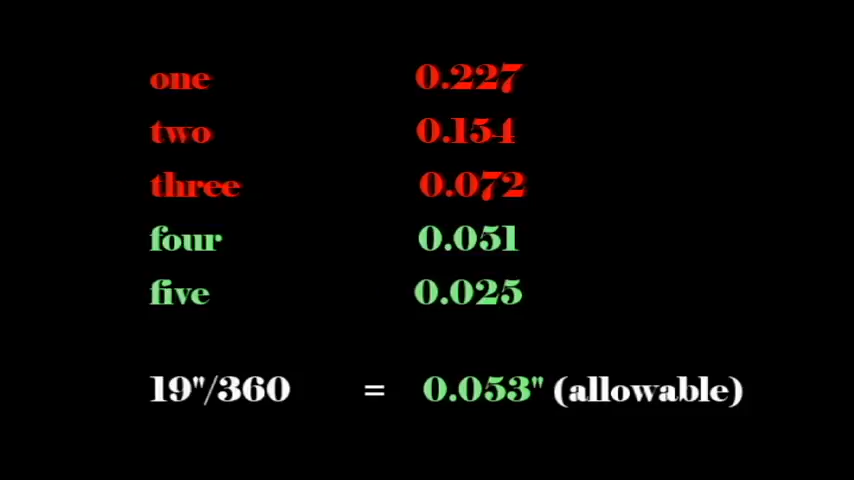 one 0.227
two 0.154
three 0.072
four 0.051
five 0.025
19"/360 = 0.053" (allowable)